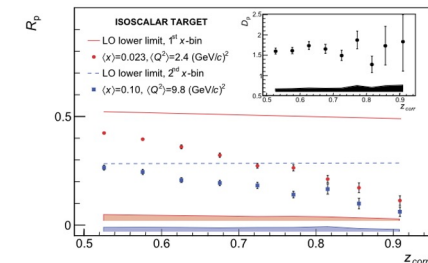 R_p
ISOSCALAR TARGET
LO lower limit, 1st x-bin
⟨x⟩=0.023, ⟨Q²⟩=2.4 (GeV/c)²
LO lower limit, 2nd x-bin
⟨x⟩=0.10, ⟨Q²⟩=9.8 (GeV/c)²
D_p
2.5
2
1.5
1
0.5
0
0.5 0.6 0.7 0.8 0.9
z_corr
0.5
0
0.5 0.6 0.7 0.8 0.9
z_corr